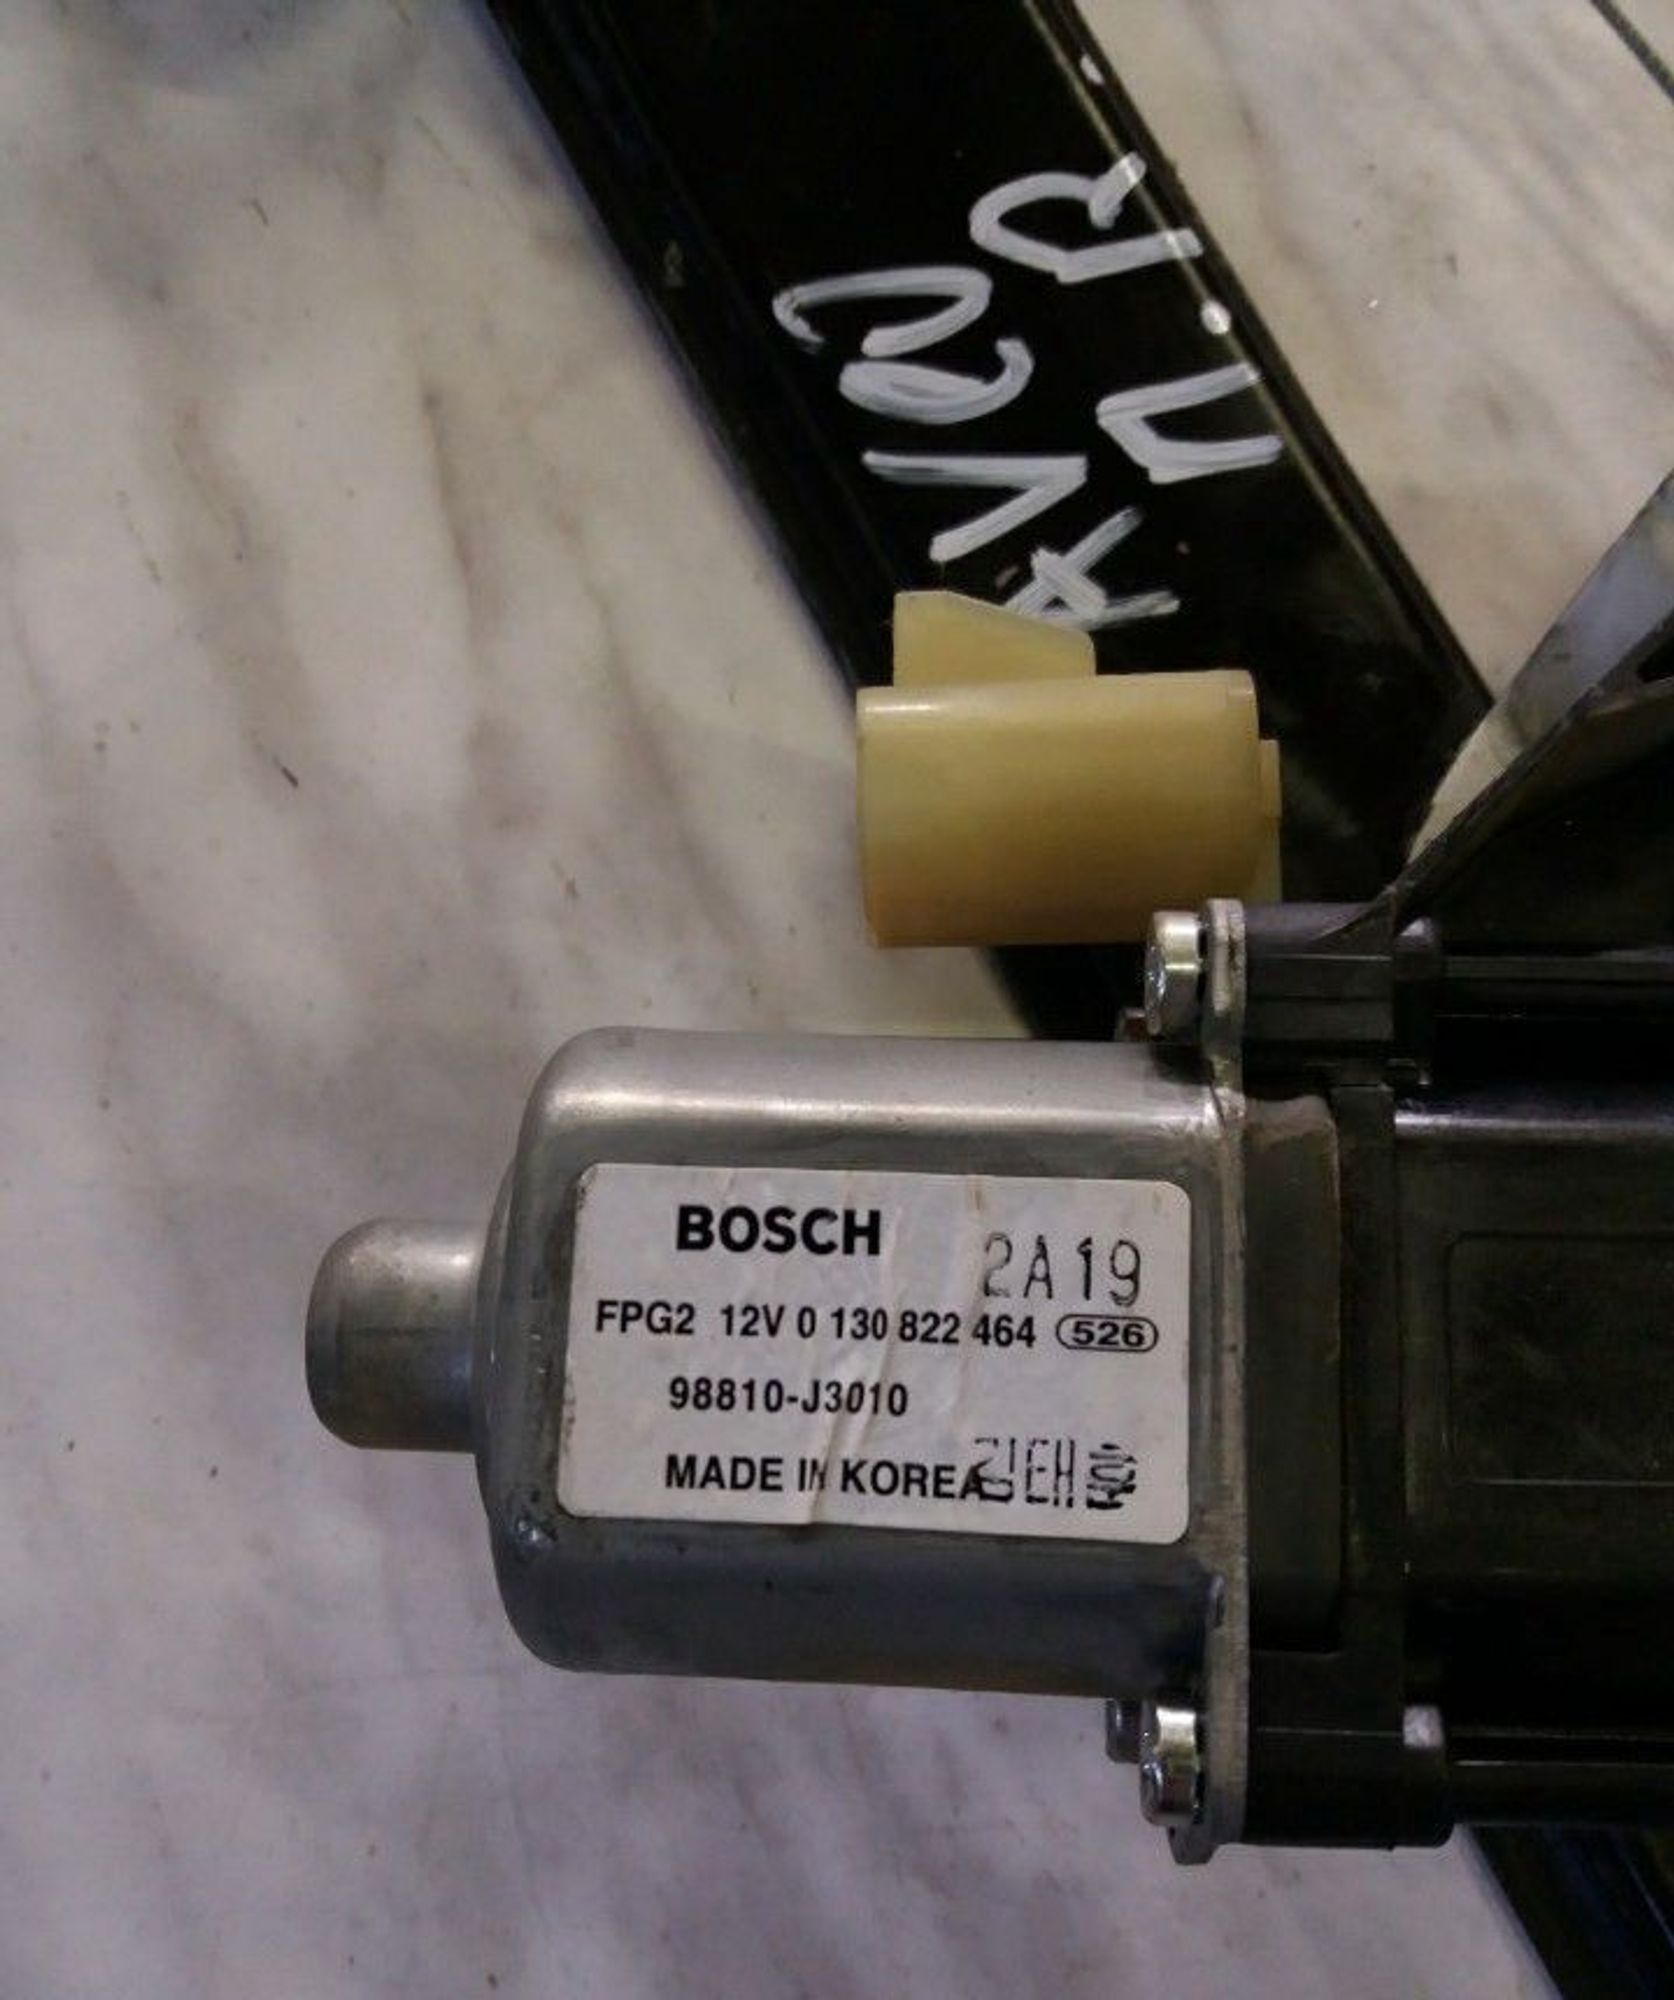 BOSCH 2A19
FPG2 12V 0 130 822 464 526
98810-J3010
MADE IN KOREA